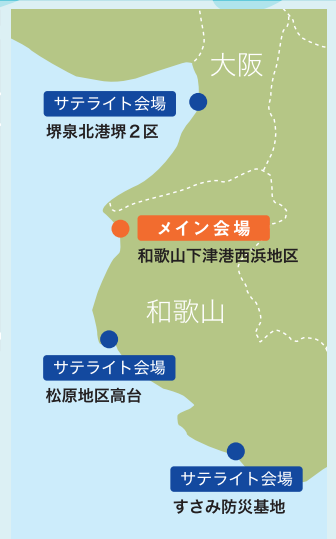 大阪
サテライト会場
堺泉北港堺２区
メイン会場
和歌山下津港西浜地区
和歌山
サテライト会場
松原地区高台
サテライト会場
すさみ防災基地